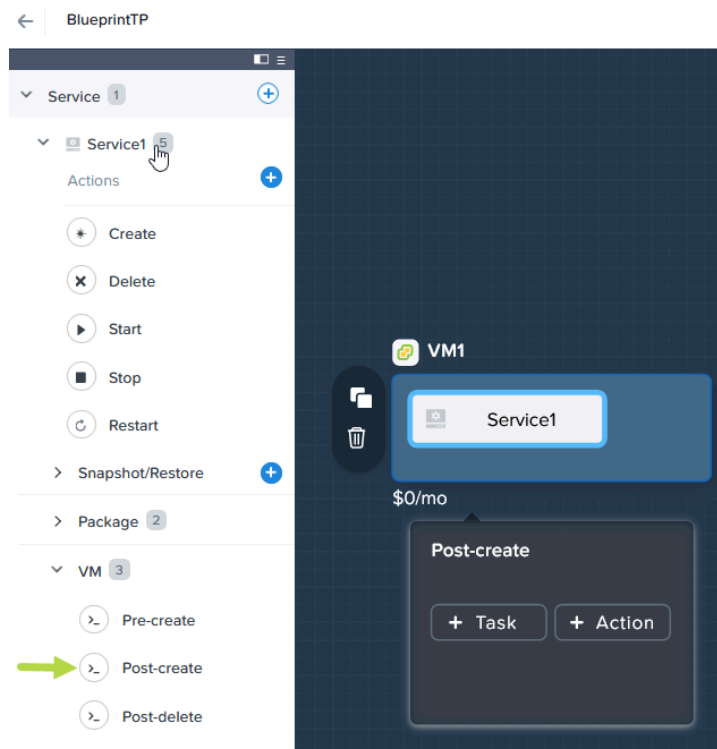 BlueprintTP
Service 1
Service1 5
Actions
Create
Delete
Start
Stop
Restart
Snapshot/Restore
Package 2
VM 3
Pre-create
Post-create
Post-delete
VM1
Service1
$0/mo
Post-create
+ Task
+ Action